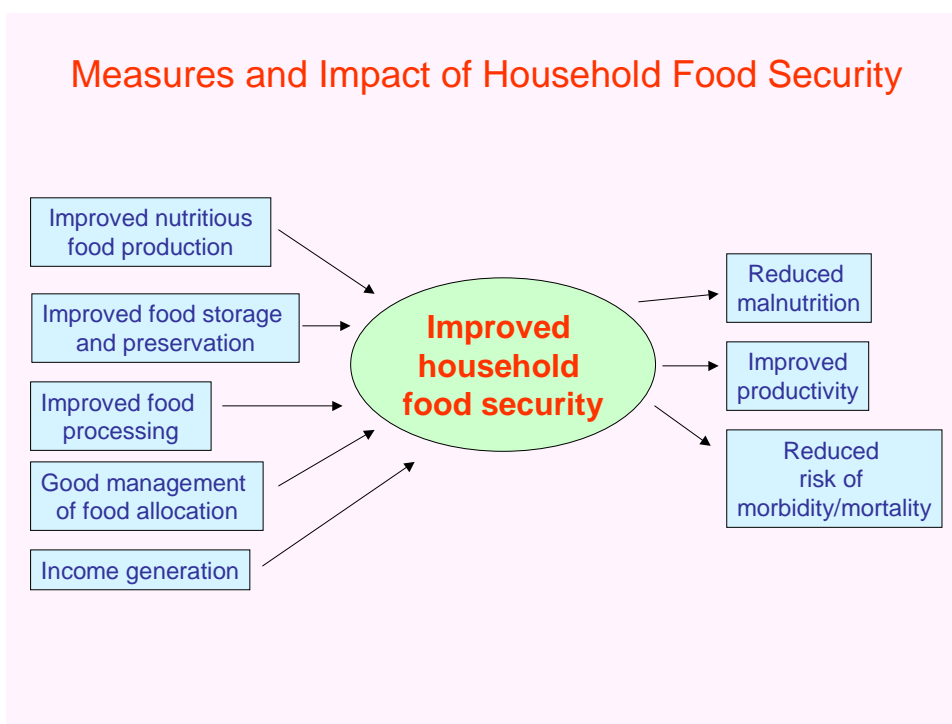 Measures and Impact of Household Food Security
Improved nutritious
food production
Improved food storage
and preservation
Improved food
processing
Good management
of food allocation
Income generation
Improved
household
food security
Reduced
malnutrition
Improved
productivity
Reduced
risk of
morbidity/mortality